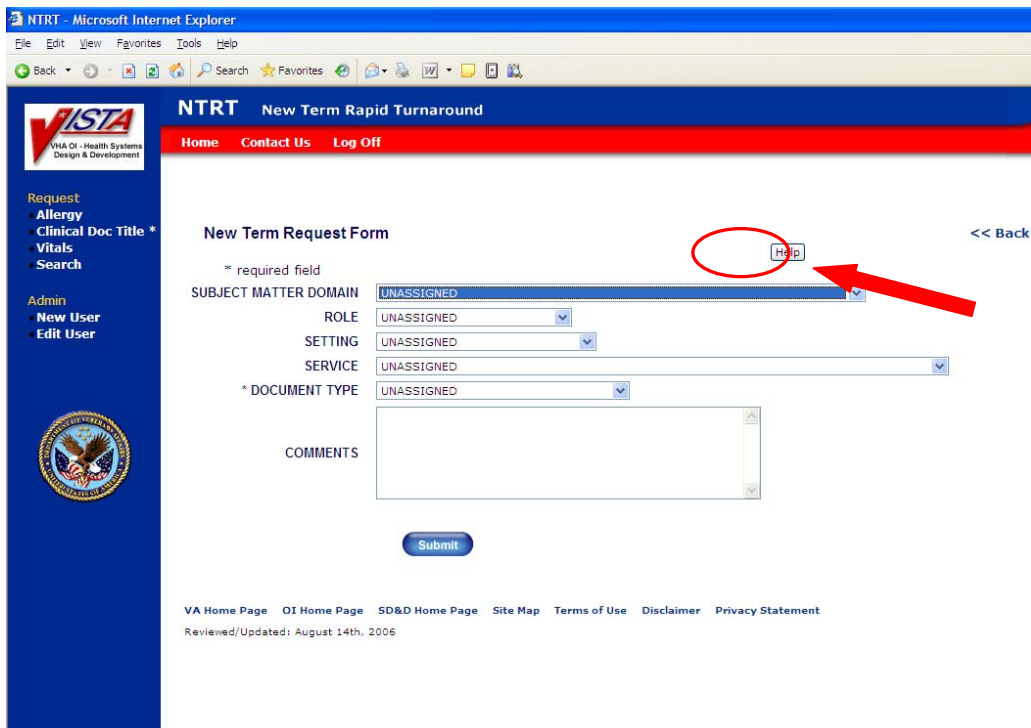 NTRT - Microsoft Internet Explorer
File Edit View Favorites Tools Help
Back Search Favorites
VISTA
VHA OI - Health Systems
Design & Development
NTRT New Term Rapid Turnaround
Home Contact Us Log Off
Request
Allergy
Clinical Doc Title *
Vitals
Search
Admin
New User
Edit User
New Term Request Form
<< Back
Help
* required field
SUBJECT MATTER DOMAIN UNASSIGNED
ROLE UNASSIGNED
SETTING UNASSIGNED
SERVICE UNASSIGNED
* DOCUMENT TYPE UNASSIGNED
COMMENTS
Submit
VA Home Page OI Home Page SD&D Home Page Site Map Terms of Use Disclaimer Privacy Statement
Reviewed/Updated: August 14th, 2006